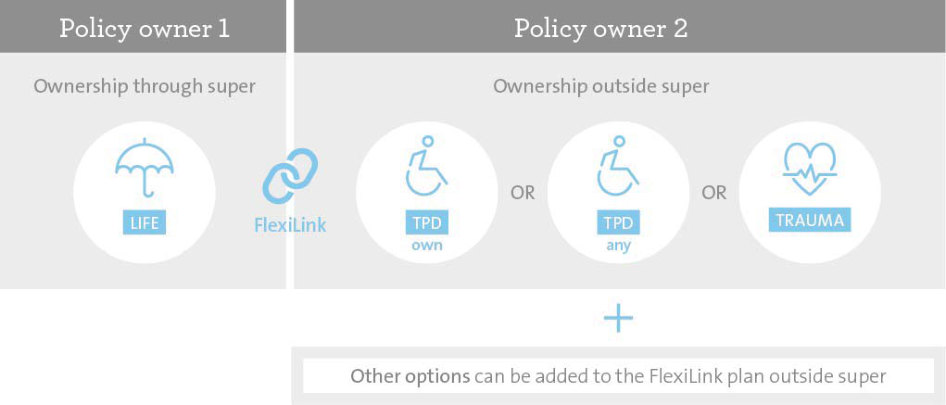 Policy owner 1
Policy owner 2
Ownership through super
Ownership outside super
LIFE
FlexiLink
TPD
own
OR
TPD
any
OR
TRAUMA
Other options can be added to the FlexiLink plan outside super